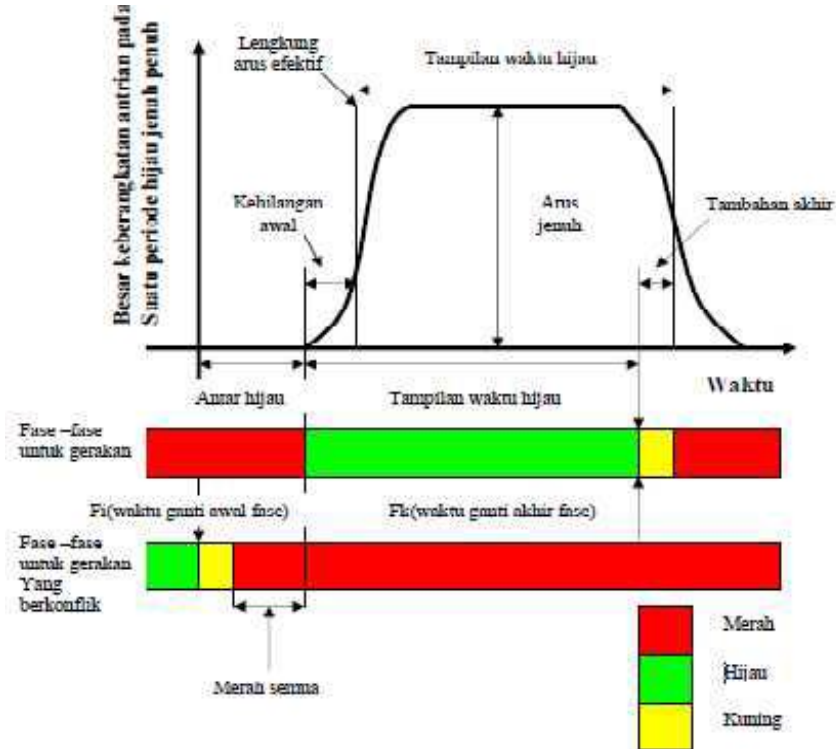 Besar keberangkatan antrian pada
Suatu periode hijau jenuh penuh
Lengkung
arus efektif
Tampilan waktu hijau
Kehilangan
awal
Arus
jenuh
Tambahan akhir
Waktu
Antar hijau
Tampilan waktu hijau
Fase –fase
untuk gerakan
Fi(waktu ganti awal fase)
Fk(waktu ganti akhir fase)
Fase –fase
untuk gerakan
Yang
berkonflik
Merah semua
Merah
Hijau
Kuning